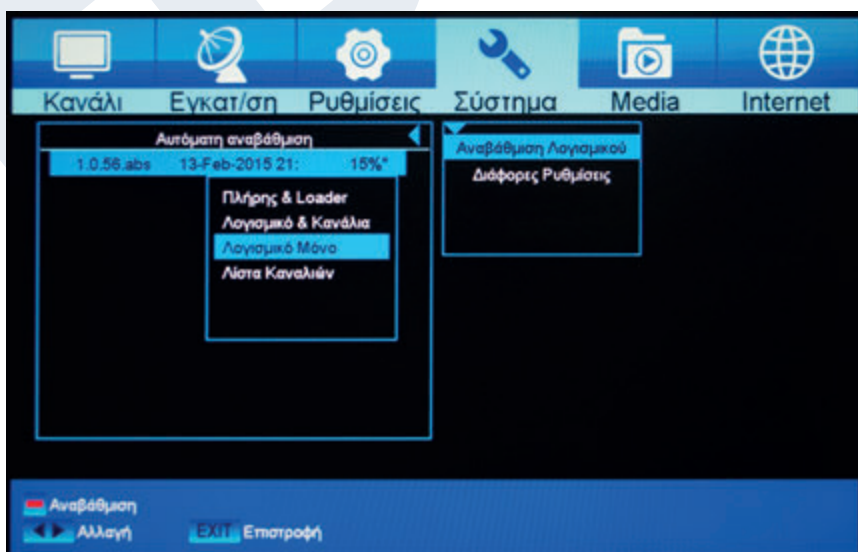 Κανάλι Εγκατ/ση Ρυθμίσεις Σύστημα Media Internet
Αυτόματη αναβάθμιση
1.0.56.abs 13-Feb-2015 21: 15%*
Πλήρης & Loader
Λογισμικό & Κανάλια
Λογισμικό Μόνο
Λίστα Καναλιών
Αναβάθμιση Λογισμικού
Διάφορες Ρυθμίσεις
Αναβάθμιση
Αλλαγή EXIT Επιστροφή